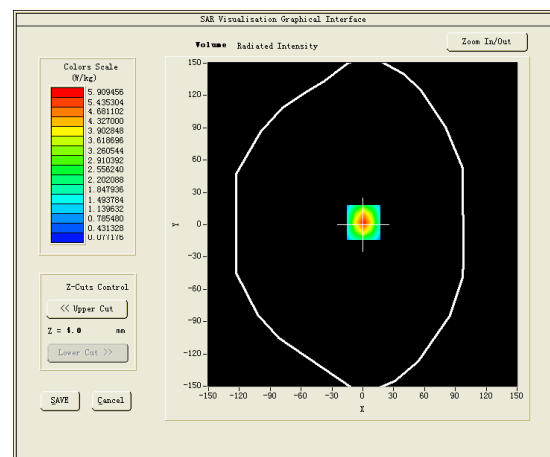 SAR Visualisation Graphical Interface
Volume Radiated Intensity
Zoom In/Out
Colors Scale
(W/kg)
5.909456
5.435304
4.681102
4.327000
3.902848
3.618696
3.260544
2.910392
2.556240
2.202088
1.847936
1.493784
1.139632
0.785480
0.431328
0.077176
Z-Cuts Control
<< Upper Cut
Z = 4.0 mm
Lower Cut >>
SAVE Cancel
150
120
90
60
30
0
-30
-60
-90
-120
-150
Y
-150 -120 -90 -60 -30 0 30 60 90 120 150
X